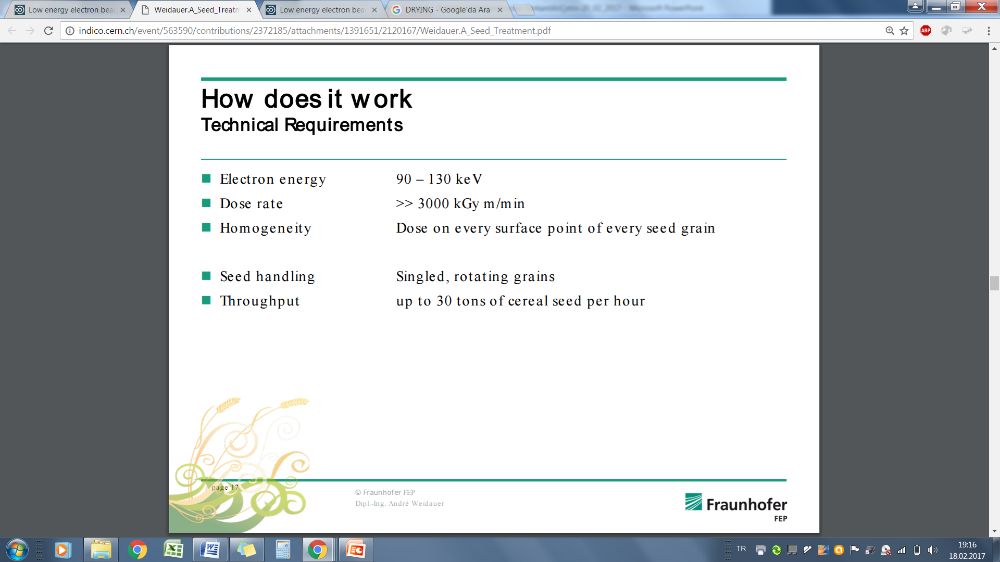 Low energy electron bea
Weidauer.A_Seed_Treatm
Low energy electron bea
DRYİNG - Google'da Ara
indico.cern.ch/event/563590/contributions/2372185/attachments/1391651/2120167/Weidauer.A_Seed_Treatment.pdf
ABP
How does it work
Technical Requirements
Electron energy 90 – 130 keV
Dose rate >> 3000 kGy m/min
Homogeneity Dose on every surface point of every seed grain
Seed handling Singled, rotating grains
Throughput up to 30 tons of cereal seed per hour
page 17
© Fraunhofer FEP
Dipl.-Ing. André Weidauer
Fraunhofer
FEP
TR
19:16
18.02.2017